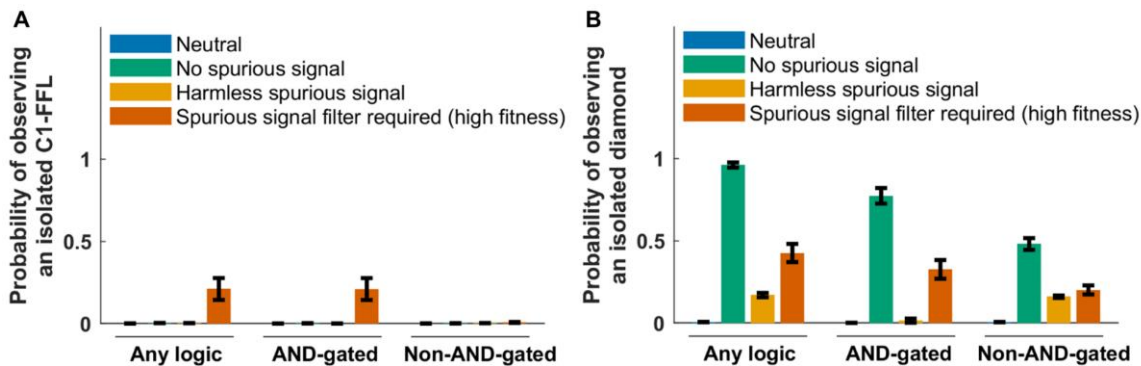 A
Probability of observing
an isolated C1-FFL
Neutral
No spurious signal
Harmless spurious signal
Spurious signal filter required (high fitness)
1
0.5
0
Any logic
AND-gated
Non-AND-gated
B
Probability of observing
an isolated diamond
Neutral
No spurious signal
Harmless spurious signal
Spurious signal filter required (high fitness)
1
0.5
0
Any logic
AND-gated
Non-AND-gated